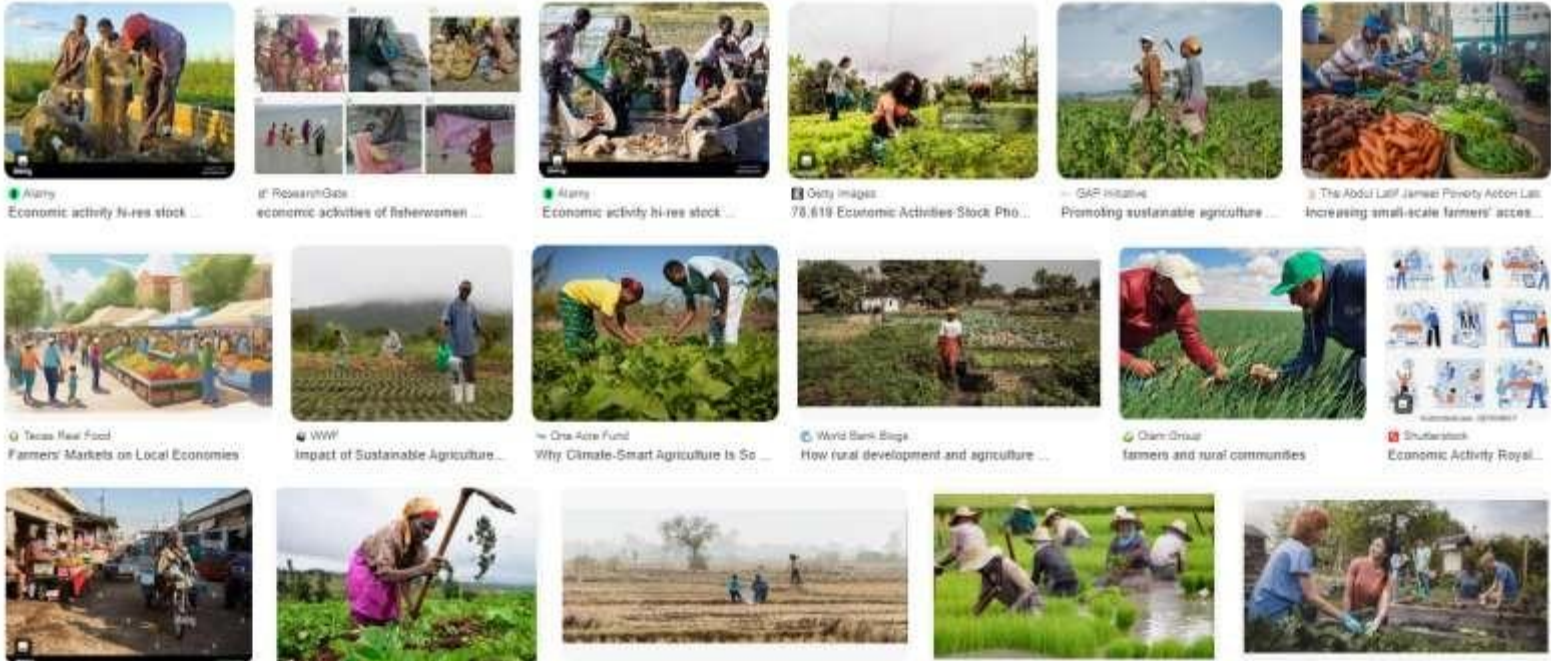 Alamy
Economic activity hi-res stock ...
ResearchGate
economic activities of fisherwomen ...
Alamy
Economic activity hi-res stock ...
Getty Images
78,619 Economic Activities Stock Pho...
GAP Initiative
Promoting sustainable agriculture ...
The Abdul Latif Jameel Poverty Action Lab
Increasing small-scale farmers' acces...
Texas Real Food
Farmers' Markets on Local Economies
WWF
Impact of Sustainable Agriculture...
One Acre Fund
Why Climate-Smart Agriculture Is So ...
World Bank Blogs
How rural development and agriculture ...
Olam Group
farmers and rural communities
Shutterstock
Economic Activity Royal...